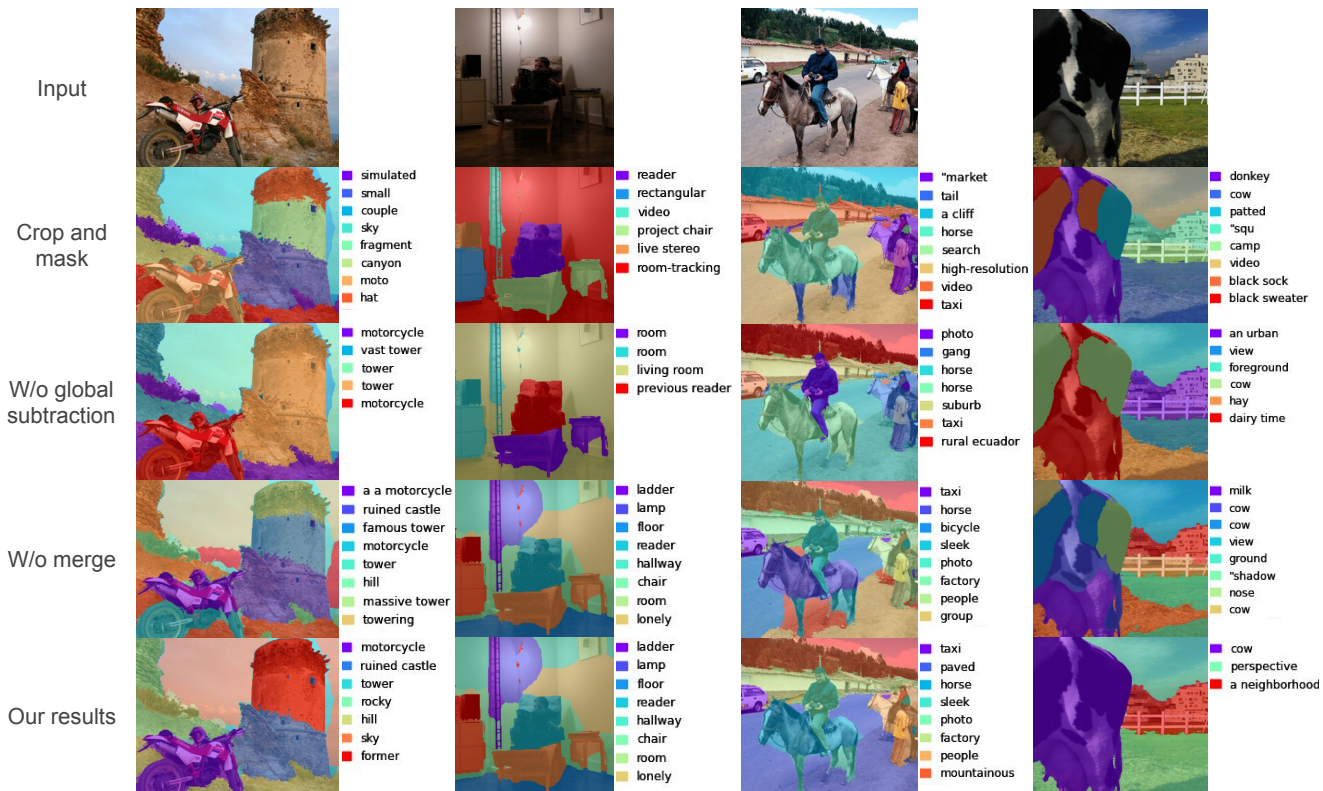 Input
Crop and
mask
simulated
small
couple
sky
fragment
canyon
moto
hat
reader
rectangular
video
project chair
live stereo
room-tracking
"market
tail
a cliff
horse
search
high-resolution
video
taxi
donkey
cow
patted
"squ
camp
video
black sock
black sweater
W/o global
subtraction
motorcycle
vast tower
tower
tower
motorcycle
room
room
living room
previous reader
photo
gang
horse
horse
suburb
taxi
rural ecuador
an urban
view
foreground
cow
hay
dairy time
W/o merge
a a motorcycle
ruined castle
famous tower
motorcycle
tower
hill
massive tower
towering
ladder
lamp
floor
reader
hallway
chair
room
lonely
taxi
horse
bicycle
sleek
photo
factory
people
group
milk
cow
cow
view
ground
"shadow
nose
cow
Our results
motorcycle
ruined castle
tower
rocky
hill
sky
former
ladder
lamp
floor
reader
hallway
chair
room
lonely
taxi
paved
horse
sleek
photo
factory
people
mountainous
cow
perspective
a neighborhood